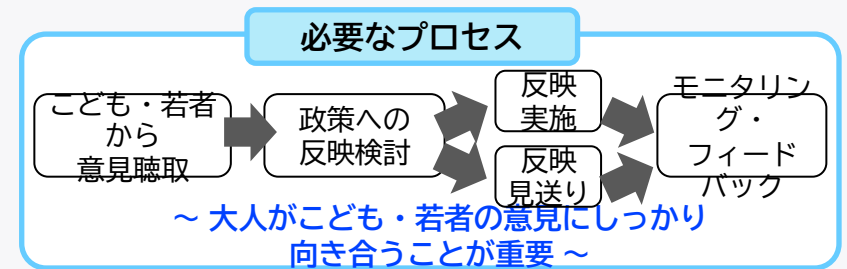 必要なプロセス
こども・若者
から
意見聴取
政策への
反映検討
反映
実施
反映
見送り
モニタリン
グ・
フィード
バック
～ 大人がこども・若者の意見にしっかり
向き合うことが重要 ～